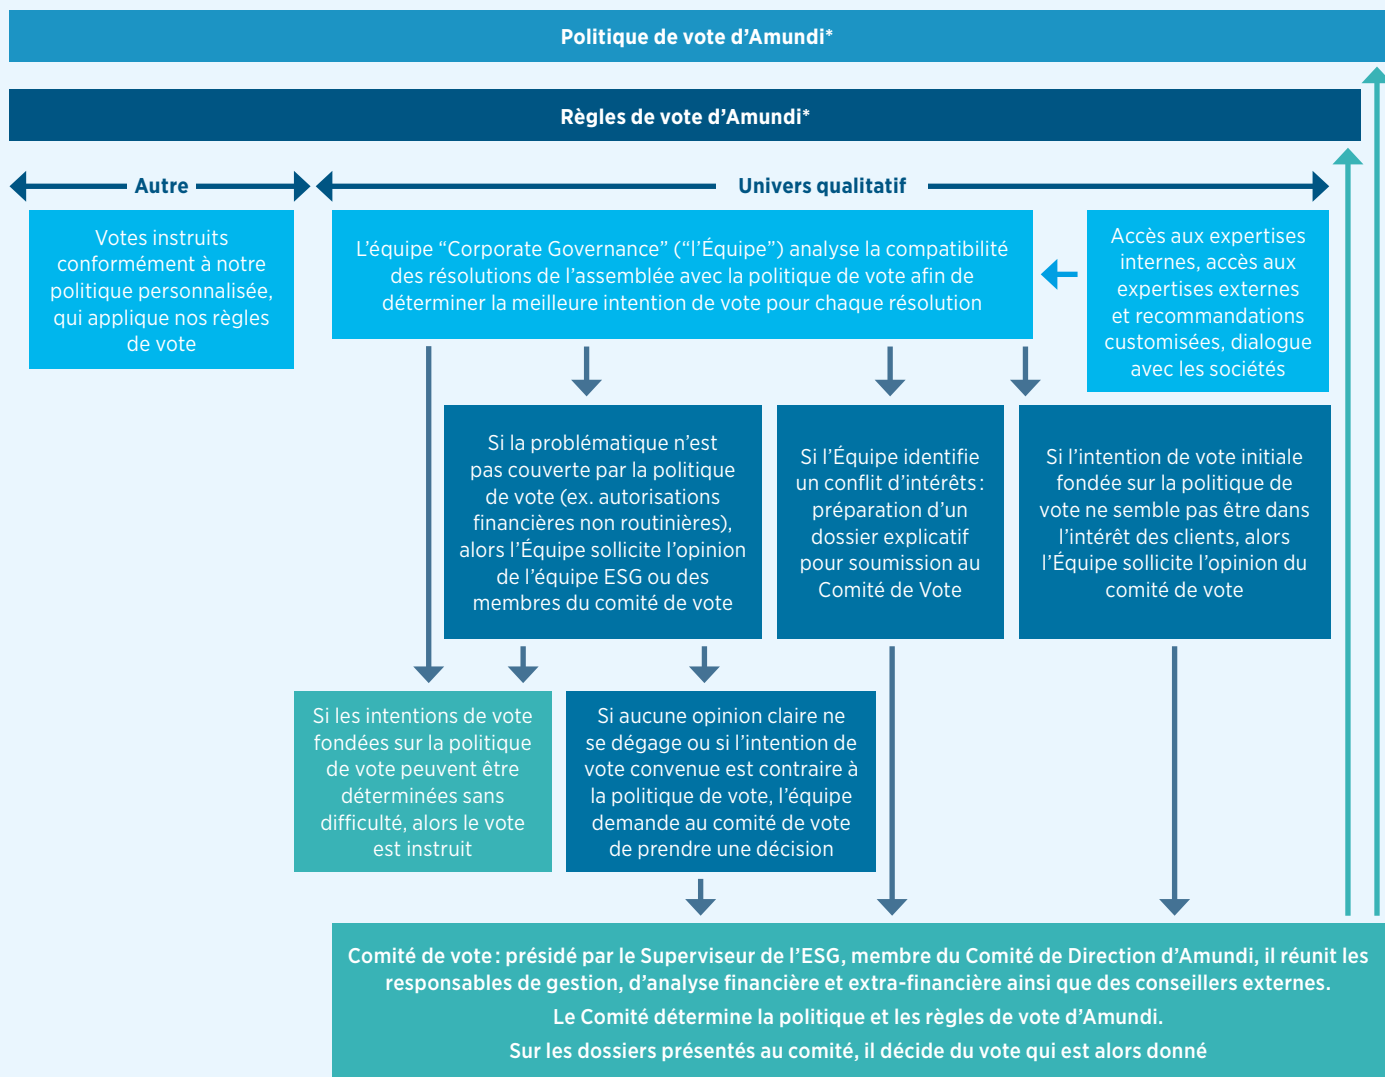 Politique de vote d’Amundi*
Règles de vote d’Amundi*
Autre
Univers qualitatif
Votes instruits
conformément à notre
politique personnalisée,
qui applique nos règles
de vote
L’équipe “Corporate Governance” (“l’Équipe”) analyse la compatibilité
des résolutions de l’assemblée avec la politique de vote afin de
déterminer la meilleure intention de vote pour chaque résolution
Accès aux expertises
internes, accès aux
expertises externes
et recommandations
customisées, dialogue
avec les sociétés
Si la problématique n’est
pas couverte par la politique
de vote (ex. autorisations
financières non routinières),
alors l’Équipe sollicite l’opinion
de l’équipe ESG ou des
membres du comité de vote
Si l’Équipe identifie
un conflit d’intérêts :
préparation d’un
dossier explicatif
pour soumission au
Comité de Vote
Si l’intention de vote initiale
fondée sur la politique de
vote ne semble pas être dans
l’intérêt des clients, alors
l’Équipe sollicite l’opinion du
comité de vote
Si les intentions de vote
fondées sur la politique
de vote peuvent être
déterminées sans
difficulté, alors le vote
est instruit
Si aucune opinion claire ne
se dégage ou si l’intention de
vote convenue est contraire à
la politique de vote, l’équipe
demande au comité de vote
de prendre une décision
Comité de vote : présidé par le Superviseur de l’ESG, membre du Comité de Direction d’Amundi, il réunit les
responsables de gestion, d’analyse financière et extra-financière ainsi que des conseillers externes.
Le Comité détermine la politique et les règles de vote d’Amundi.
Sur les dossiers présentés au comité, il décide du vote qui est alors donné